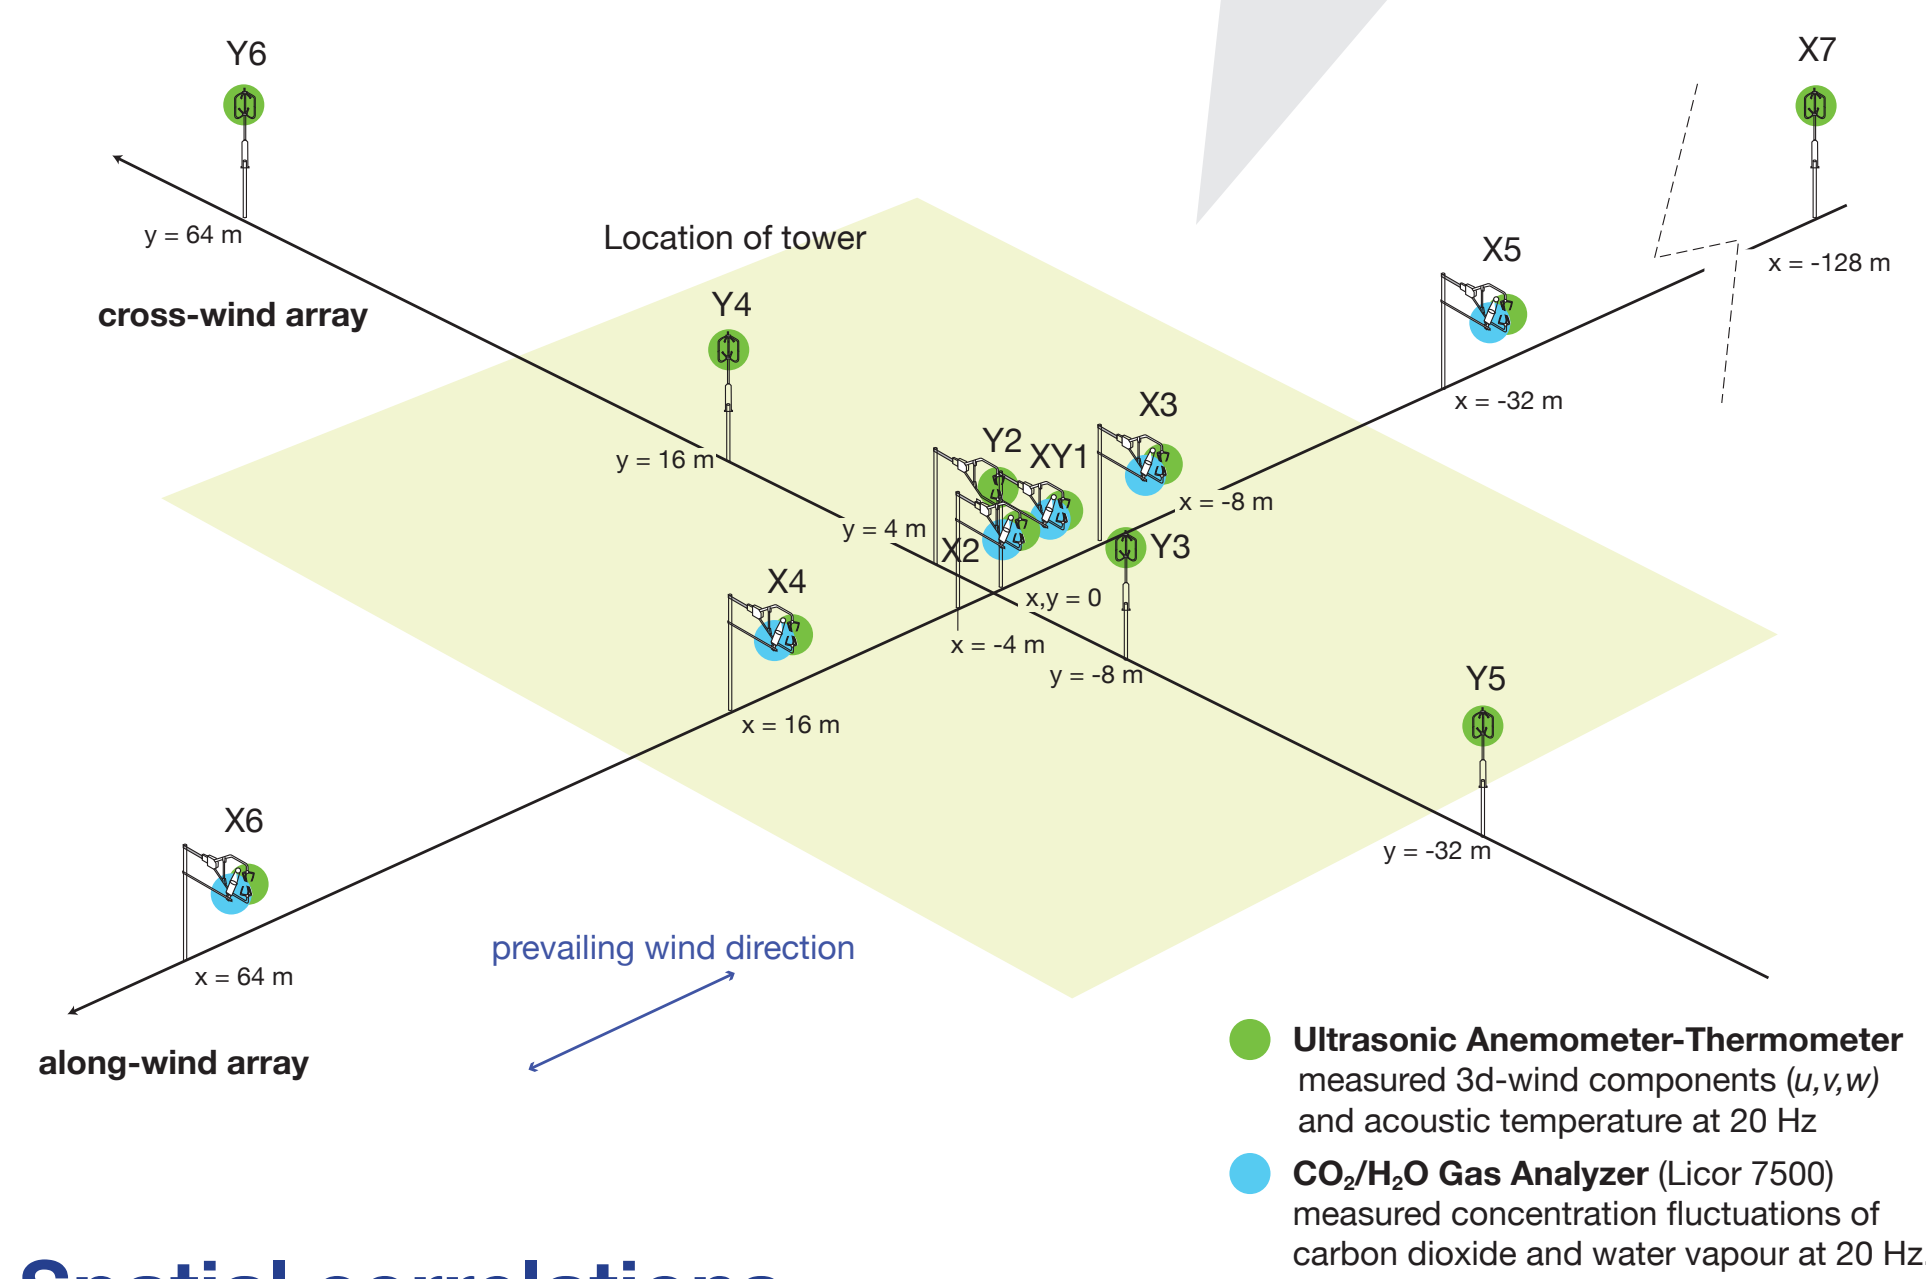 Y6
X7
y = 64 m
Location of tower
X5
x = -128 m
cross-wind array
Y4
X3
x = -32 m
Y2
XY1
y = 16 m
x = -8 m
y = 4 m
X2
Y3
X4
x,y = 0
x = -4 m
y = -8 m
Y5
x = 16 m
X6
y = -32 m
prevailing wind direction
x = 64 m
along-wind array
Ultrasonic Anemometer-Thermometer
measured 3d-wind components (u,v,w)
and acoustic temperature at 20 Hz
CO₂/H₂O Gas Analyzer (Licor 7500)
measured concentration fluctuations of
carbon dioxide and water vapour at 20 Hz.
Spatial correlations